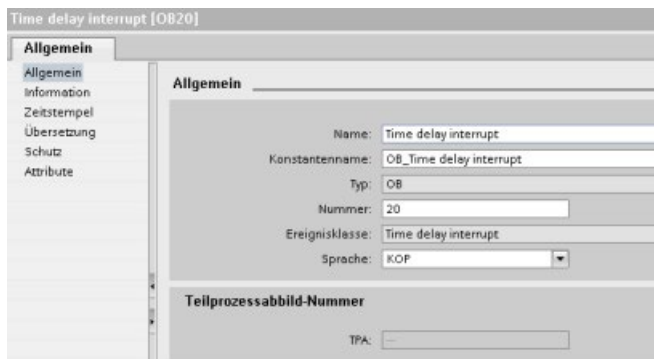 Time delay interrupt [OB20]
Allgemein
Allgemein
Information
Zeitstempel
Übersetzung
Schutz
Attribute
Allgemein
Name: Time delay interrupt
Konstantenname: OB_Time delay interrupt
Typ: OB
Nummer: 20
Ereignisklasse: Time delay interrupt
Sprache: KOP
Teilprozessabbild-Nummer
TPA: ---